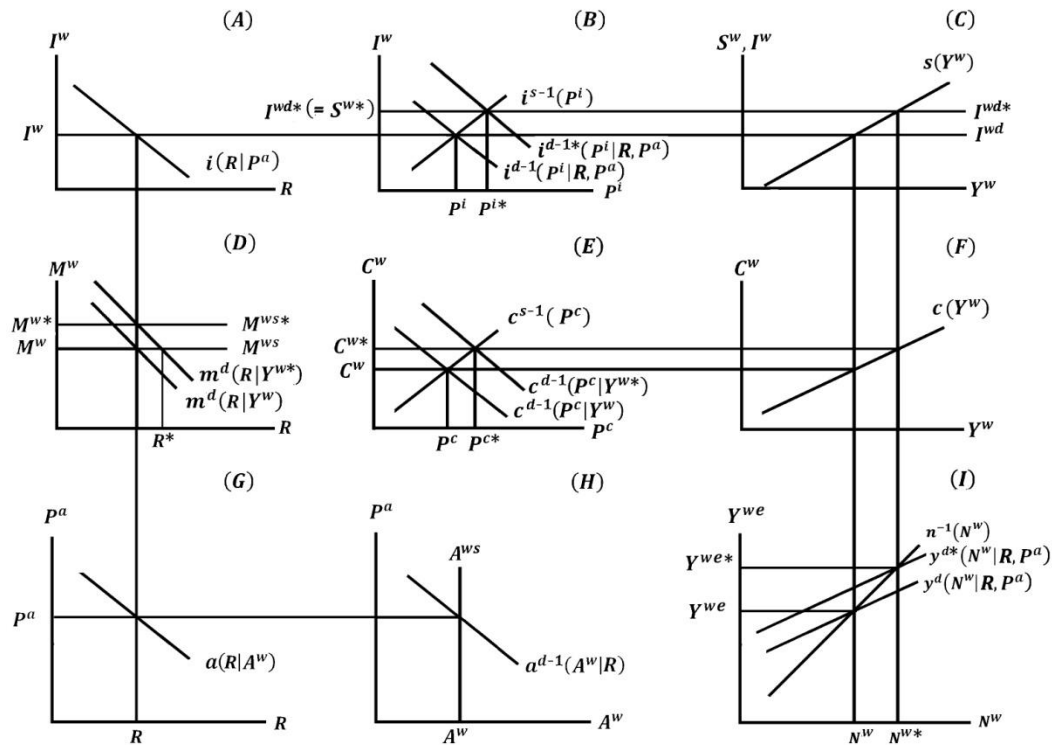 (A)
I^w
I^w
i(R|P^a)
R
(B)
I^w
I^{wd*}(= S^{w*})
i^{s-1}(P^i)
i^{d-1*}(P^i|R, P^a)
i^{d-1}(P^i|R, P^a)
P^i P^{i*}
P^i
(C)
S^w, I^w
s(Y^w)
I^{wd*}
I^{wd}
Y^w
(D)
M^w
M^{w*}
M^w
M^{ws*}
M^{ws}
m^d(R|Y^{w*})
m^d(R|Y^w)
R*
R
(E)
C^w
C^{w*}
C^w
c^{s-1}(P^c)
c^{d-1}(P^c|Y^{w*})
c^{d-1}(P^c|Y^w)
P^c P^{c*}
P^c
(F)
C^w
c(Y^w)
Y^w
(G)
P^a
P^a
a(R|A^w)
R
R
(H)
P^a
A^{ws}
a^{d-1}(A^w|R)
A^w
A^w
(I)
Y^{we}
n^{-1}(N^w)
y^{d*}(N^w|R, P^a)
y^d(N^w|R, P^a)
Y^{we*}
Y^{we}
N^w N^{w*}
N^w